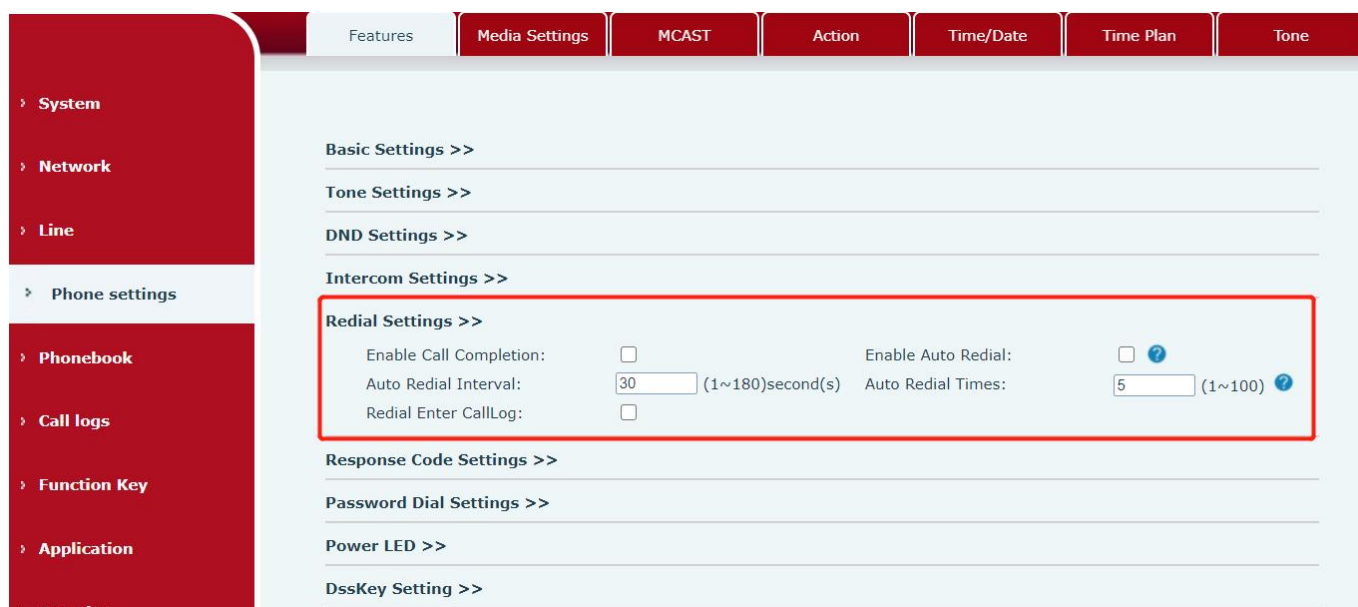 Features Media Settings MCAST Action Time/Date Time Plan Tone
System
Network
Line
Phone settings
Phonebook
Call logs
Function Key
Application
Basic Settings >>
Tone Settings >>
DND Settings >>
Intercom Settings >>
Redial Settings >>
Enable Call Completion: Enable Auto Redial: ?
Auto Redial Interval: 30 (1~180)second(s) Auto Redial Times: 5 (1~100) ?
Redial Enter CallLog:
Response Code Settings >>
Password Dial Settings >>
Power LED >>
DssKey Setting >>